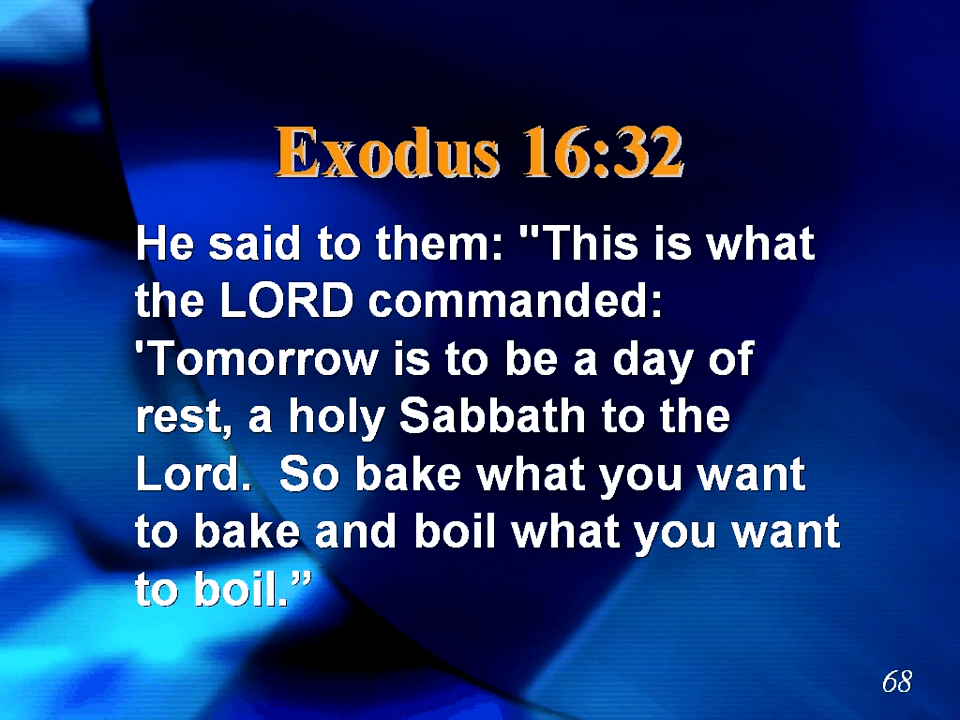 Exodus 16:32
He said to them: "This is what
the LORD commanded:
'Tomorrow is to be a day of
rest, a holy Sabbath to the
Lord.  So bake what you want
to bake and boil what you want
to boil.”
68